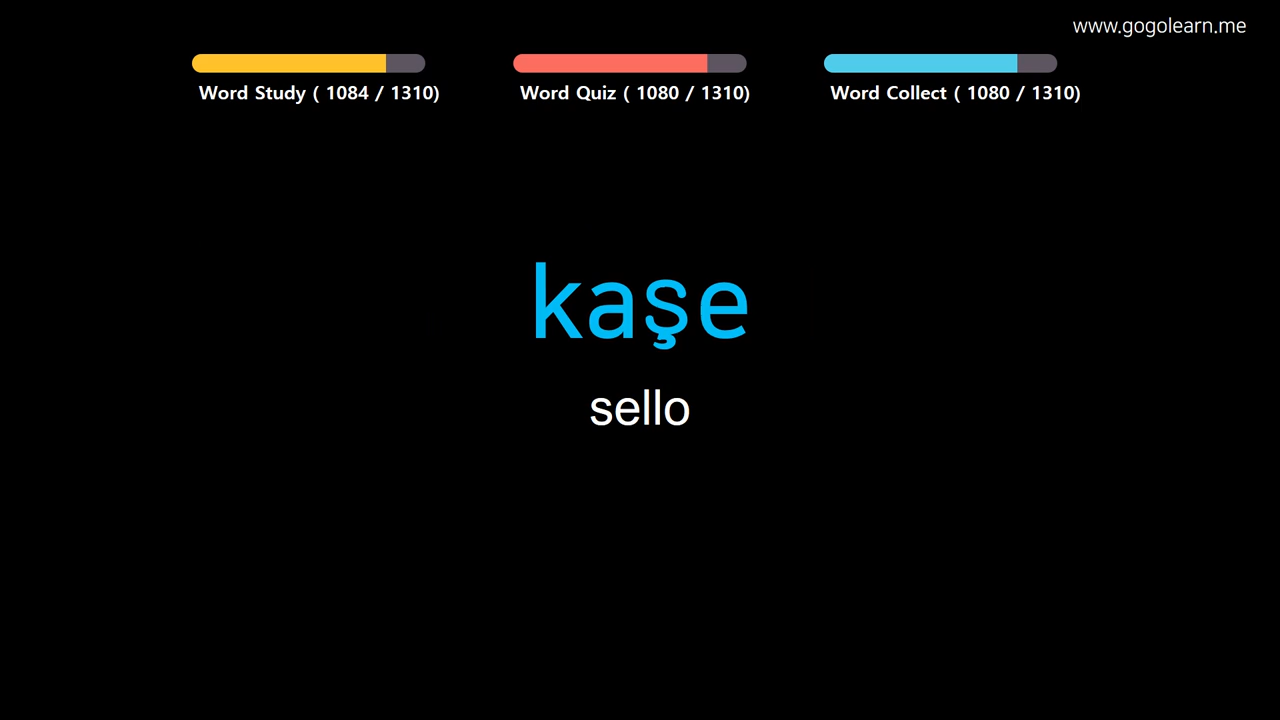 www.gogolearn.me
Word Study ( 1084 / 1310)
Word Quiz ( 1080 / 1310)
Word Collect ( 1080 / 1310)
kaşe
sello